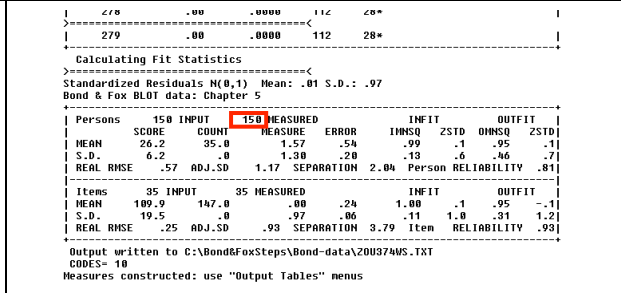 | 278 .00 .0000 112 28* |
>=====================================<
| 279 .00 .0000 112 28* |
+----------------------------------------------------------------------------+
Calculating Fit Statistics
>=====================================<
Standardized Residuals N(0,1) Mean: .01 S.D.: .97
Bond & Fox BLOT data: Chapter 5
+----------------------------------------------------------------------------+
| Persons 150 INPUT 150 MEASURED INFIT OUTFIT |
| SCORE COUNT MEASURE ERROR IMNSQ ZSTD OMNSQ ZSTD|
| MEAN 26.2 35.0 1.57 .54 .99 .1 .95 .1|
| S.D. 6.2 .0 1.30 .20 .13 .6 .46 .7|
| REAL RMSE .57 ADJ.SD 1.17 SEPARATION 2.04 Person RELIABILITY .81|
|----------------------------------------------------------------------------|
| Items 35 INPUT 35 MEASURED INFIT OUTFIT |
| MEAN 109.9 147.0 .00 .24 1.00 .1 .95 -.1|
| S.D. 19.5 .0 .97 .06 .11 1.0 .31 1.2|
| REAL RMSE .25 ADJ.SD .93 SEPARATION 3.79 Item RELIABILITY .93|
+----------------------------------------------------------------------------+
Output written to C:\Bond&FoxSteps\Bond-data\ZOU374WS.TXT
CODES= 10
Measures constructed: use "Output Tables" menus